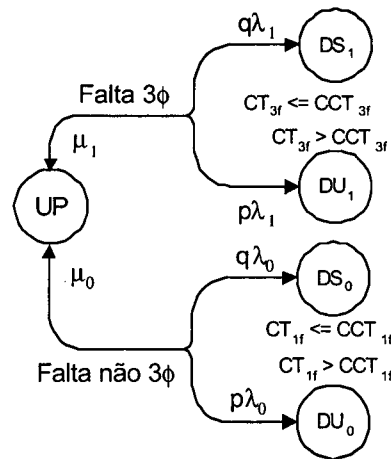 qλ₁
DS₁
Falta 3ϕ
CT₃f <= CCT₃f
CT₃f > CCT₃f
μ₁
DU₁
UP
pλ₁
μ₀
qλ₀
DS₀
CT₁f <= CCT₁f
CT₁f > CCT₁f
Falta não 3ϕ
pλ₀
DU₀